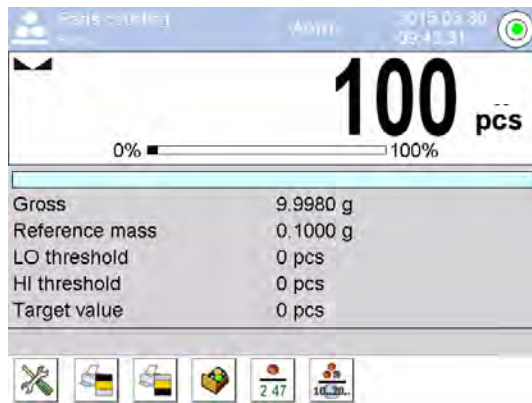 Parts counting
Admin
2015.03.30
09:43:31
100 pcs
0% 100%
Gross 9.9980 g
Reference mass 0.1000 g
LO threshold 0 pcs
HI threshold 0 pcs
Target value 0 pcs
2.47